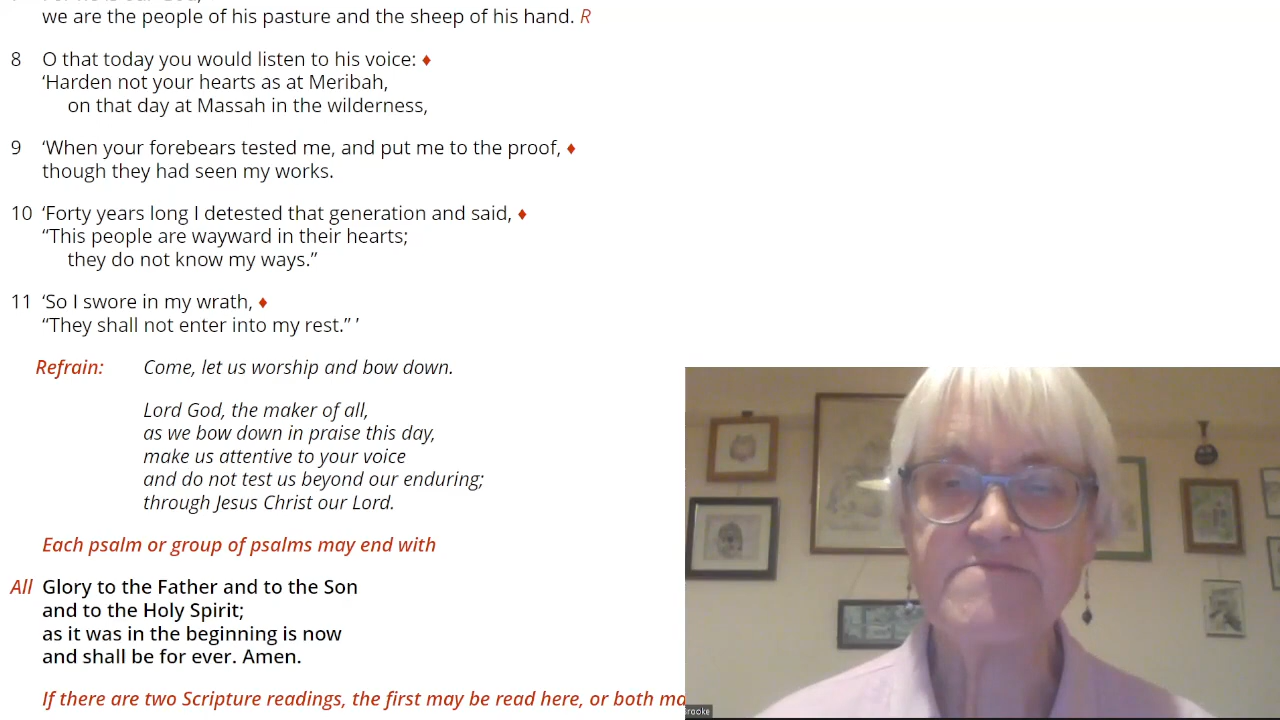 we are the people of his pasture and the sheep of his hand. R
8 O that today you would listen to his voice: ♦
‘Harden not your hearts as at Meribah,
on that day at Massah in the wilderness,
9 ‘When your forebears tested me, and put me to the proof, ♦
though they had seen my works.
10 ‘Forty years long I detested that generation and said, ♦
“This people are wayward in their hearts;
they do not know my ways.”
11 ‘So I swore in my wrath, ♦
“They shall not enter into my rest.” ’
Refrain: Come, let us worship and bow down.
Lord God, the maker of all,
as we bow down in praise this day,
make us attentive to your voice
and do not test us beyond our enduring;
through Jesus Christ our Lord.
Each psalm or group of psalms may end with
All Glory to the Father and to the Son
and to the Holy Spirit;
as it was in the beginning is now
and shall be for ever. Amen.
If there are two Scripture readings, the first may be read here, or both ma